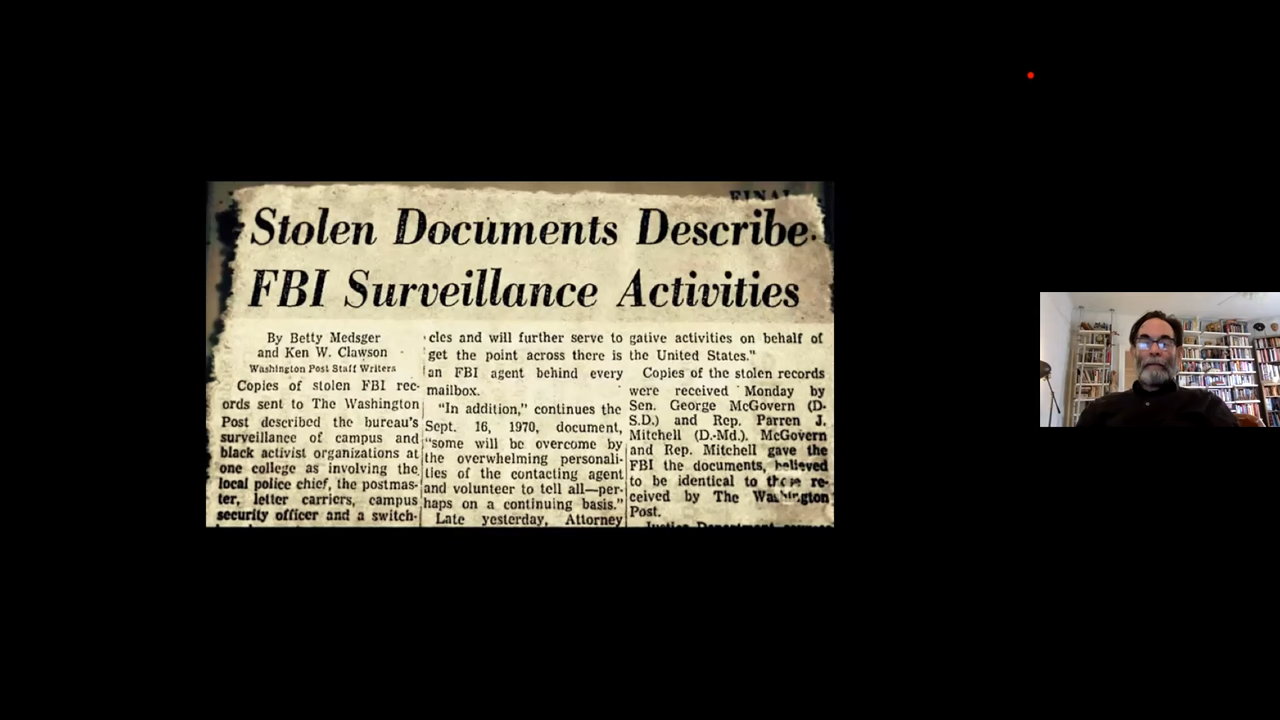 FINAL
Stolen Documents Describe
FBI Surveillance Activities
By Betty Medsger
and Ken W. Clawson
Washington Post Staff Writers
Copies of stolen FBI rec-
ords sent to The Washington
Post described the bureau's
surveillance of campus and
black activist organizations at
one college as involving the
local police chief, the postmas-
ter, letter carriers, campus
security officer and a switch-
cles and will further serve to
get the point across there is
an FBI agent behind every
mailbox.
"In addition," continues the
Sept. 16, 1970, document,
"some will be overcome by
the overwhelming personali-
ties of the contacting agent
and volunteer to tell all—per-
haps on a continuing basis."
Late yesterday, Attorney
gative activities on behalf of
the United States."
Copies of the stolen records
were received Monday by
Sen. George McGovern (D-
S.D.) and Rep. Parren J.
Mitchell (D.-Md.). McGovern
and Rep. Mitchell gave the
FBI the documents, believed
to be identical to those re-
ceived by The Washington
Post.
Justice Department